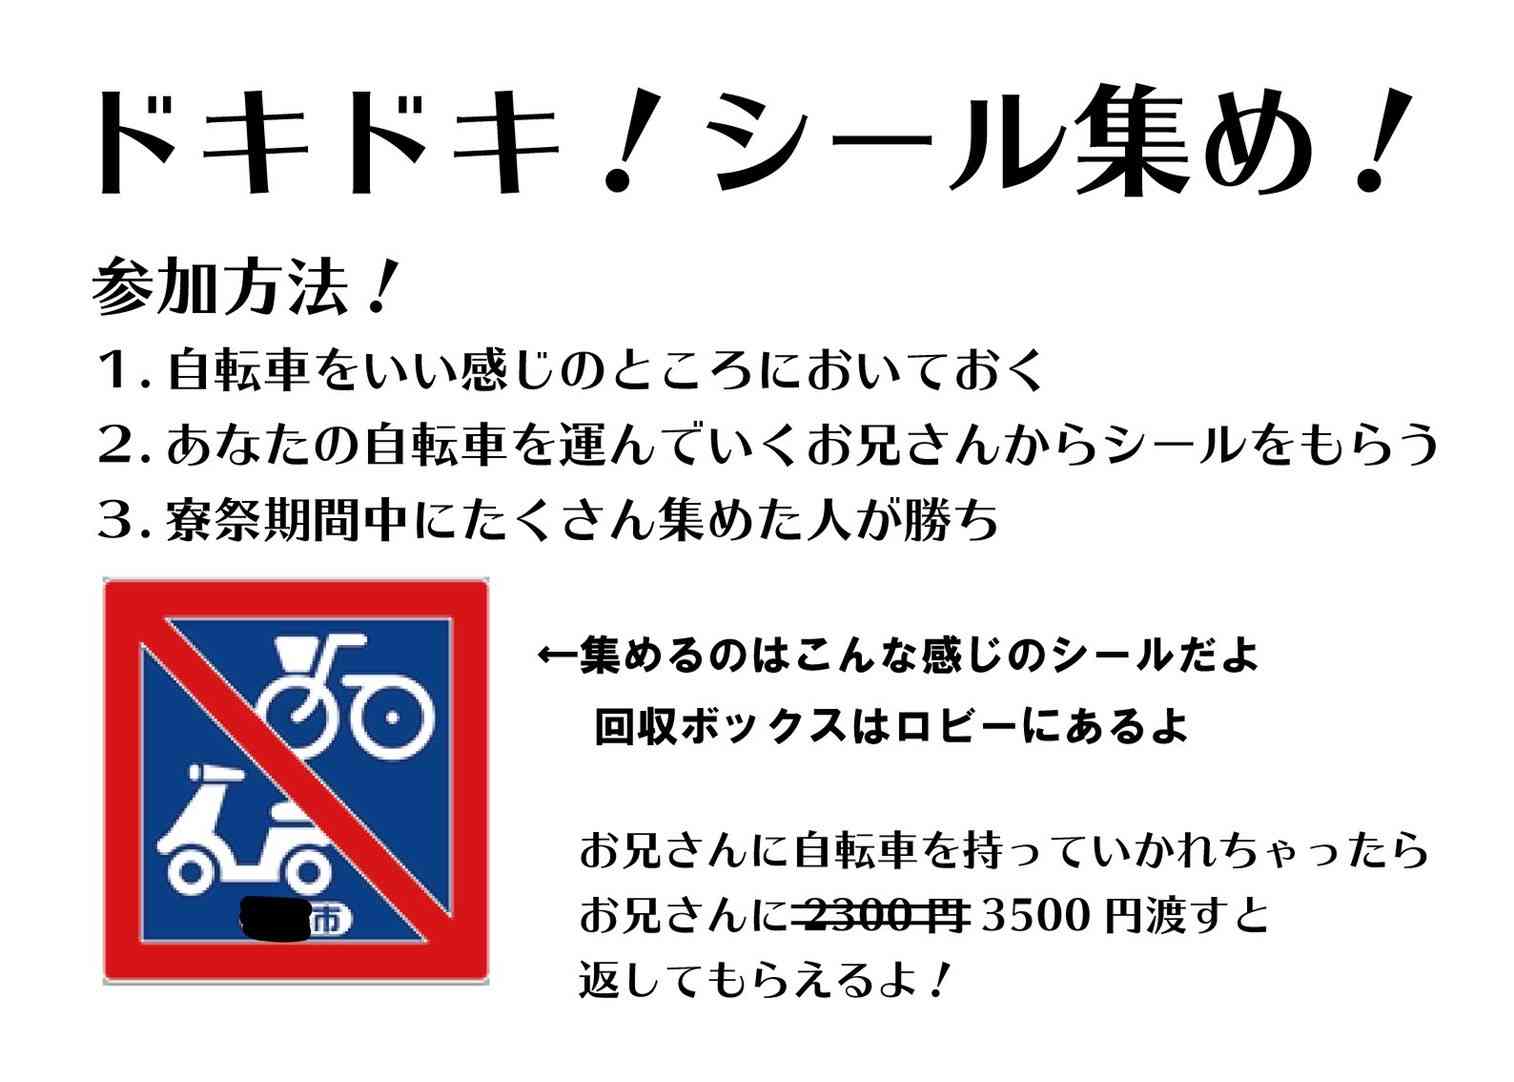 ドキドキ！シール集め！
参加方法！
1. 自転車をいい感じのところにおいておく
2. あなたの自転車を運んでいくお兄さんからシールをもらう
3. 寮祭期間中にたくさん集めた人が勝ち
←集めるのはこんな感じのシールだよ
回収ボックスはロビーにあるよ
市
お兄さんに自転車を持っていかれちゃったら
お兄さんに2300円 3500円渡すと
返してもらえるよ！